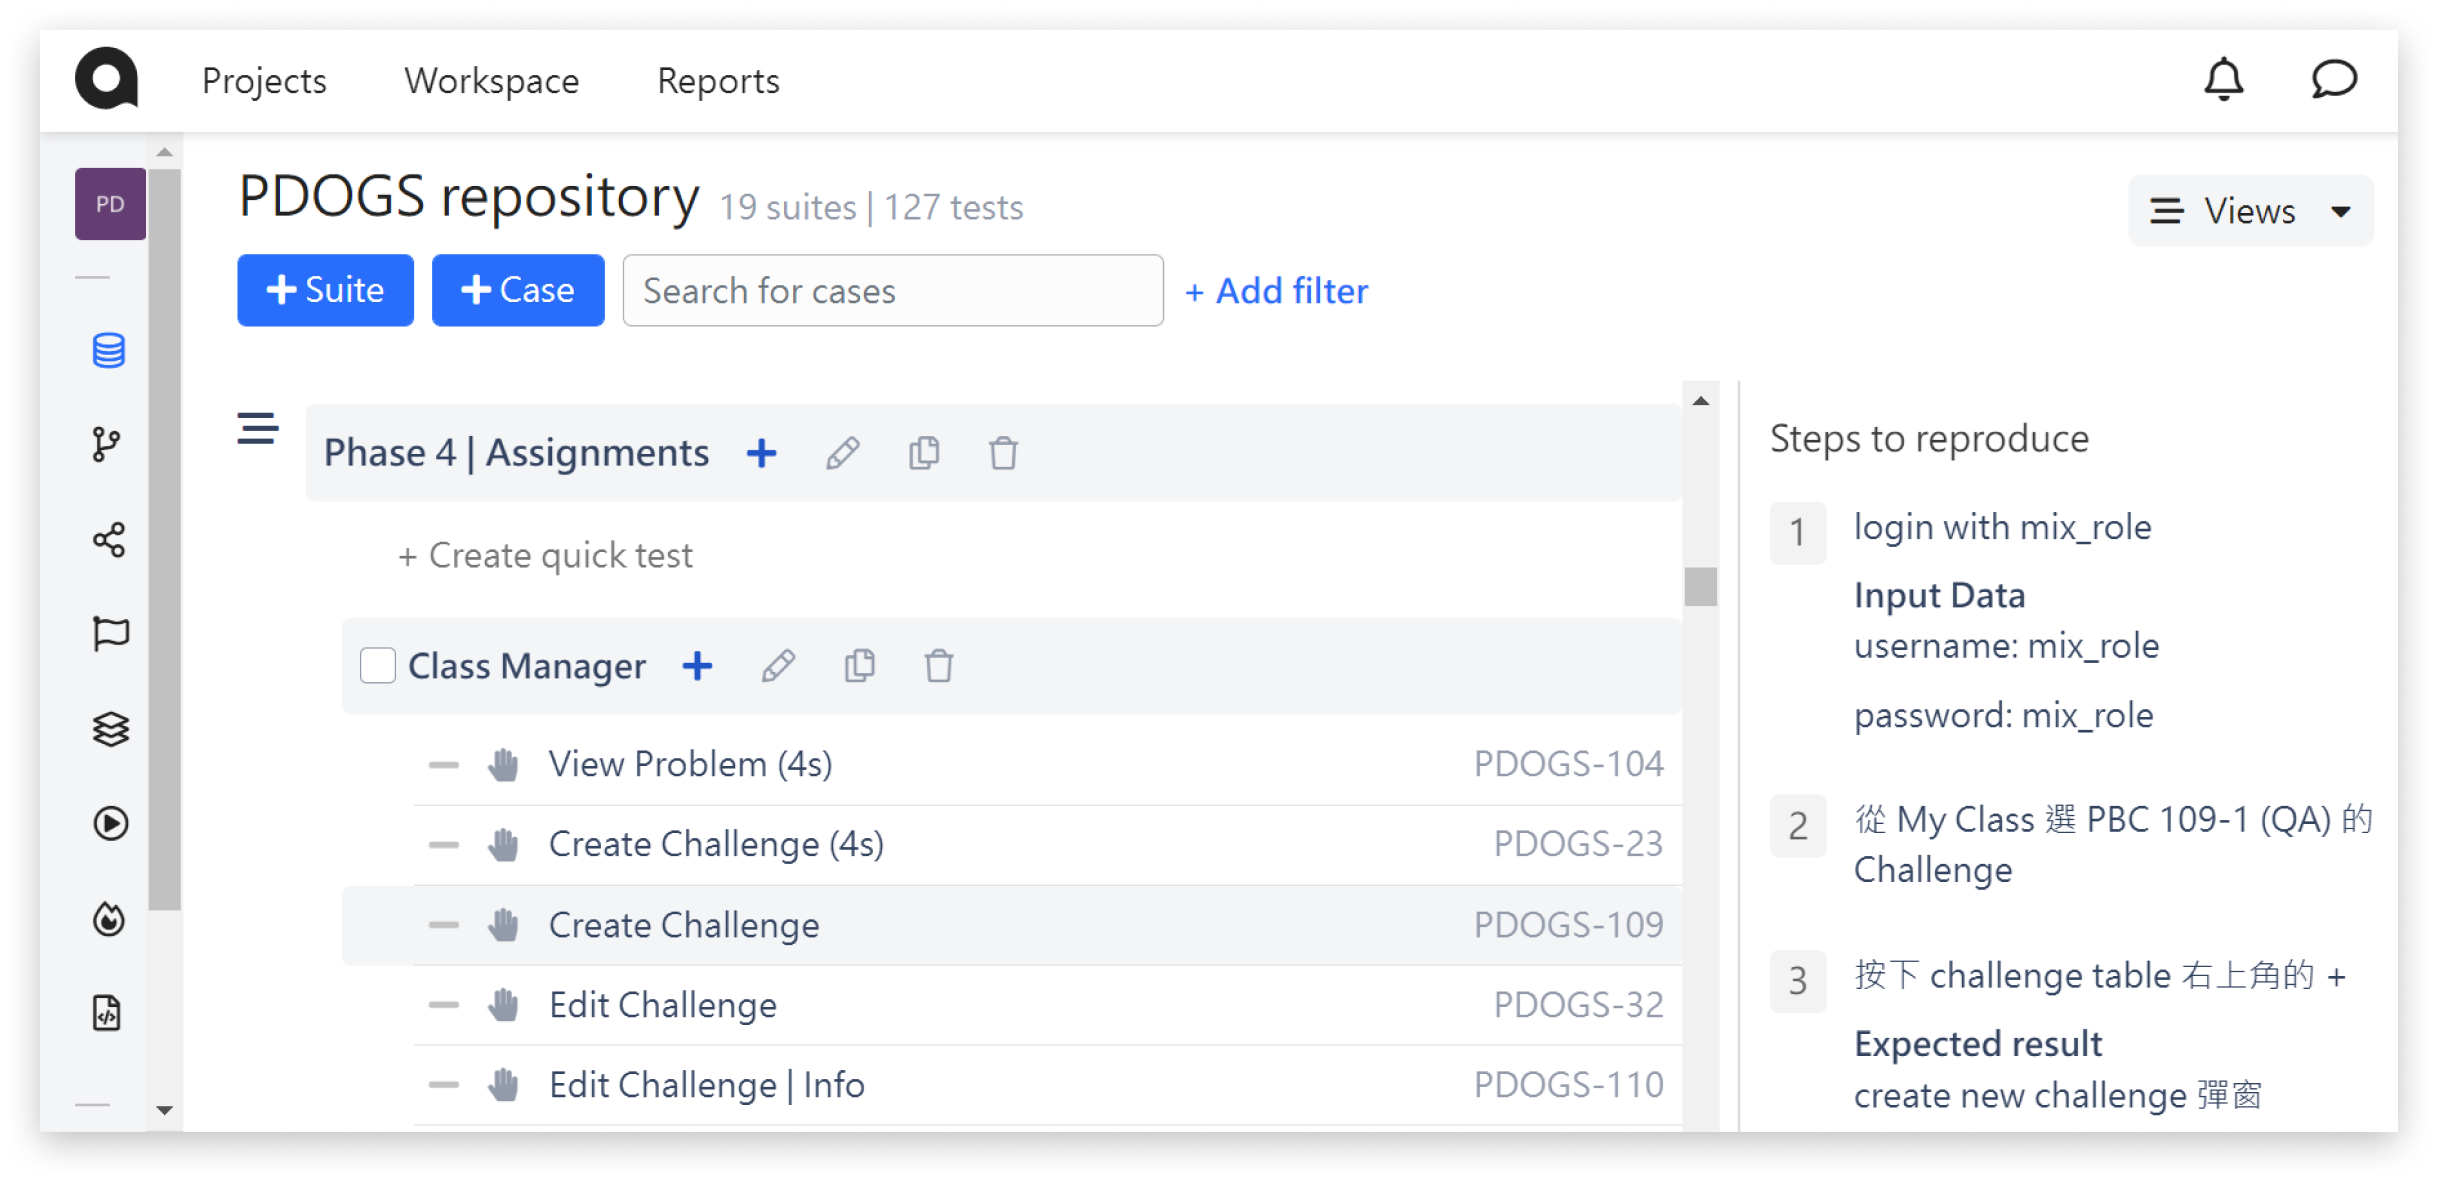 Projects Workspace Reports
PD
PDOGS repository 19 suites | 127 tests
Views
+ Suite + Case Search for cases + Add filter
Phase 4 | Assignments
+ Create quick test
Class Manager
View Problem (4s) PDOGS-104
Create Challenge (4s) PDOGS-23
Create Challenge PDOGS-109
Edit Challenge PDOGS-32
Edit Challenge | Info PDOGS-110
Steps to reproduce
1 login with mix_role
Input Data
username: mix_role
password: mix_role
2 從 My Class 選 PBC 109-1 (QA) 的
Challenge
3 按下 challenge table 右上角的 +
Expected result
create new challenge 彈窗